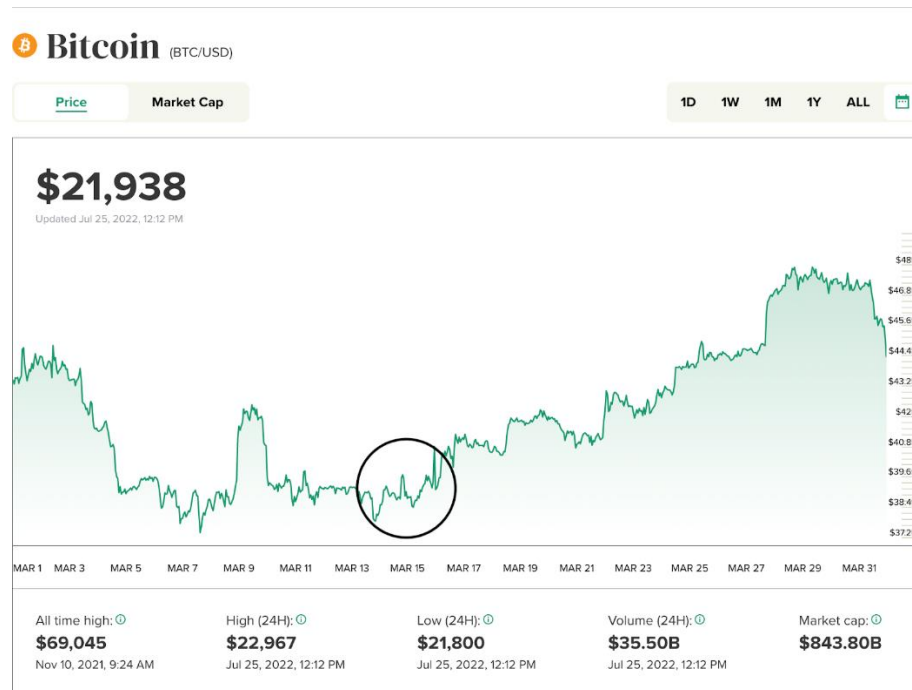 Bitcoin (BTC/USD)
Price Market Cap 1D 1W 1M 1Y ALL
$21,938
Updated Jul 25, 2022, 12:12 PM
$48
$46.8
$45.6
$44.4
$43.2
$42
$40.8
$39.6
$38.4
$37.2
MAR 1 MAR 3 MAR 5 MAR 7 MAR 9 MAR 11 MAR 13 MAR 15 MAR 17 MAR 19 MAR 21 MAR 23 MAR 25 MAR 27 MAR 29 MAR 31
All time high: High (24H): Low (24H): Volume (24H): Market cap:
$69,045 $22,967 $21,800 $35.50B $843.80B
Nov 10, 2021, 9:24 AM Jul 25, 2022, 12:12 PM Jul 25, 2022, 12:12 PM Jul 25, 2022, 12:12 PM